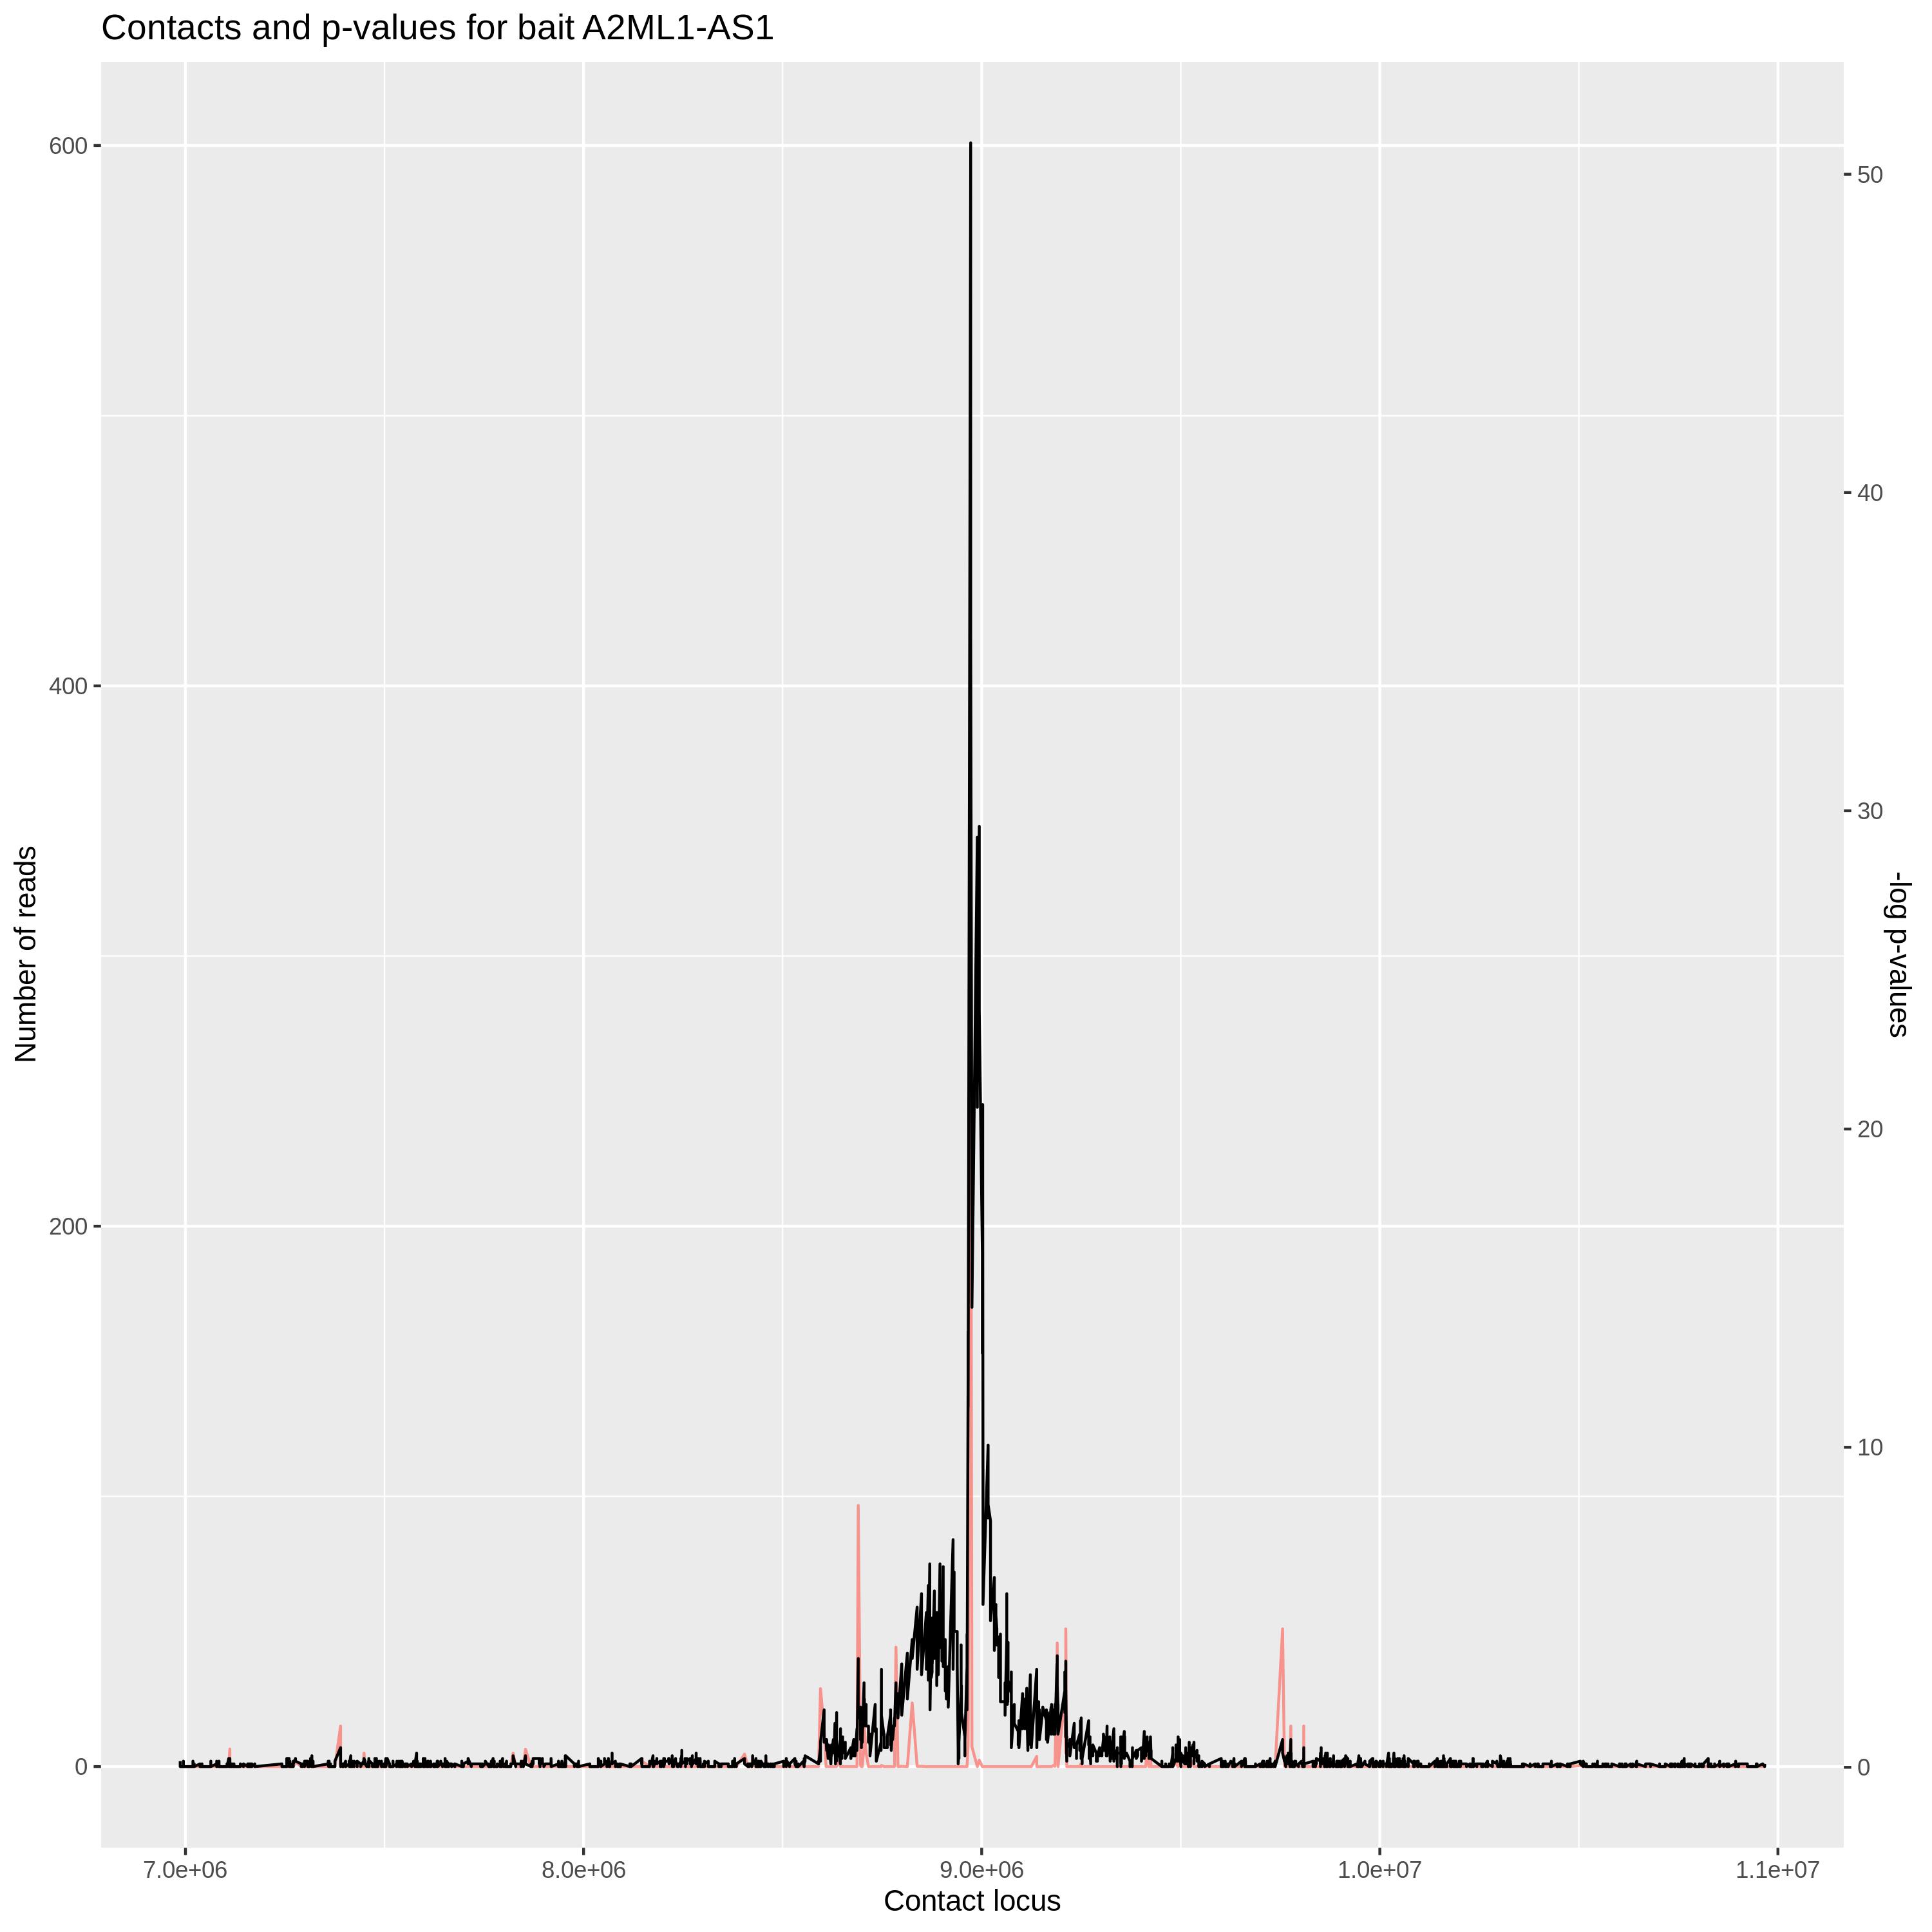 Contacts and p-values for bait A2ML1-AS1
600
400
200
0
Number of reads
50
40
30
20
10
0
-log p-values
7.0e+06
8.0e+06
9.0e+06
1.0e+07
1.1e+07
Contact locus